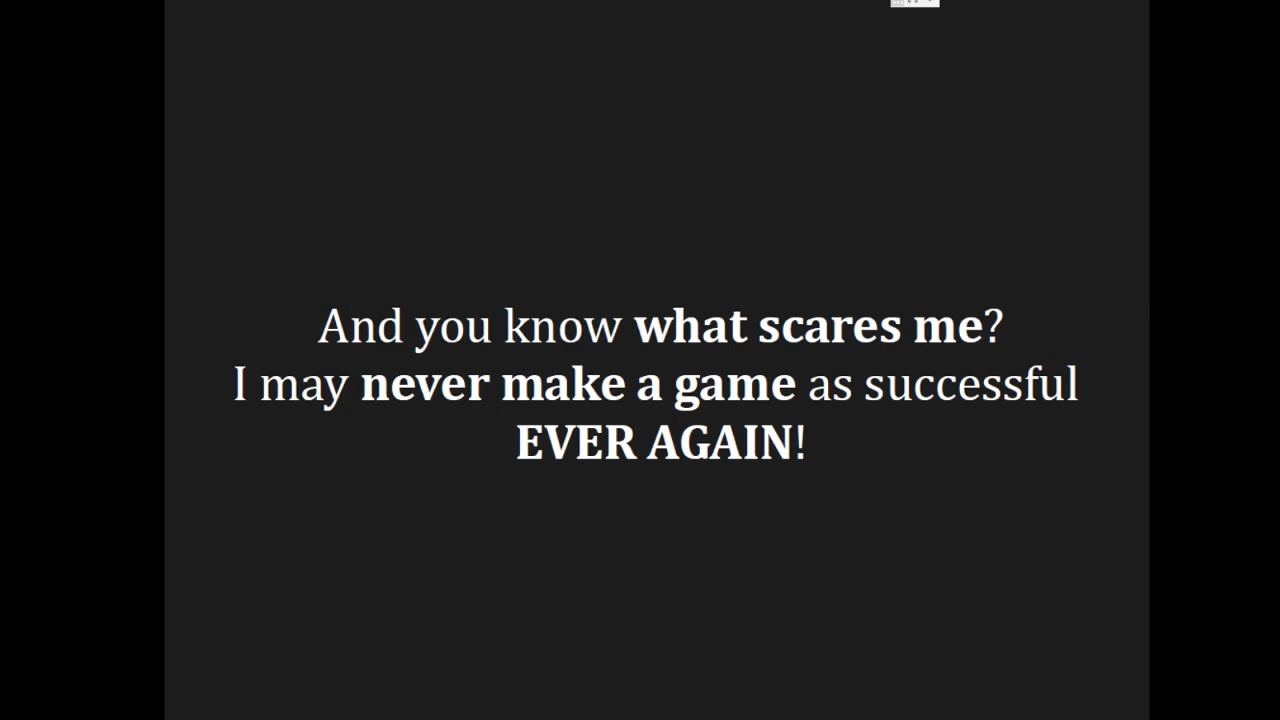 And you know what scares me?
I may never make a game as successful
EVER AGAIN!